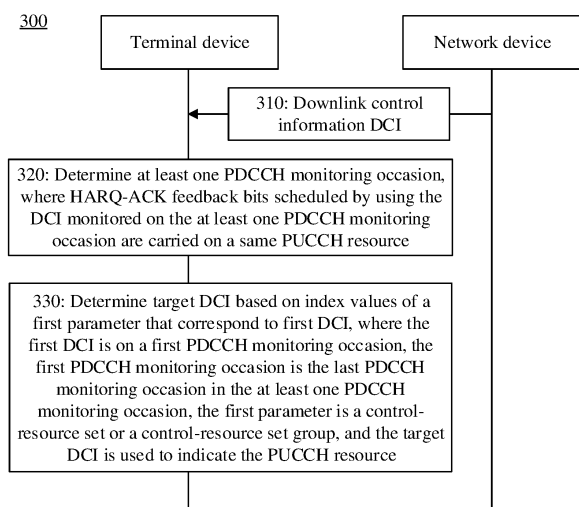 300
Terminal device
Network device
310: Downlink control
information DCI
320: Determine at least one PDCCH monitoring occasion,
where HARQ-ACK feedback bits scheduled by using the
DCI monitored on the at least one PDCCH monitoring
occasion are carried on a same PUCCH resource
330: Determine target DCI based on index values of a
first parameter that correspond to first DCI, where the
first DCI is on a first PDCCH monitoring occasion, the
first PDCCH monitoring occasion is the last PDCCH
monitoring occasion in the at least one PDCCH
monitoring occasion, the first parameter is a control-
resource set or a control-resource set group, and the target
DCI is used to indicate the PUCCH resource